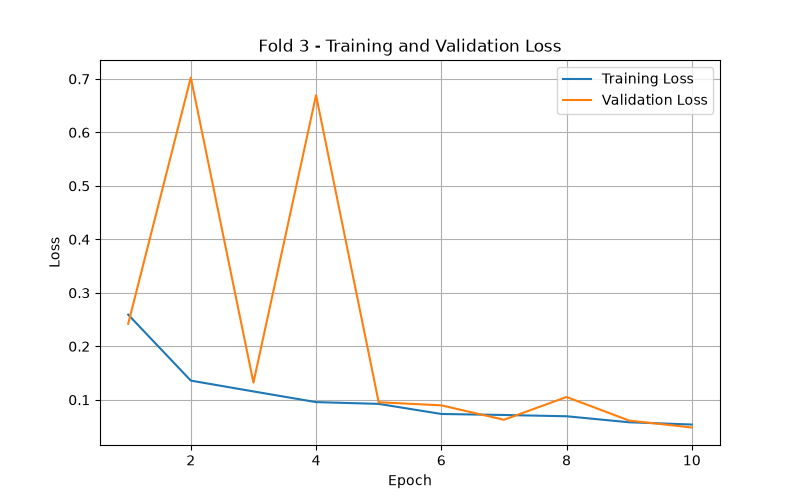 Fold 3 - Training and Validation Loss
Training Loss
Validation Loss
0.7
0.6
0.5
0.4
0.3
0.2
0.1
Loss
2
4
6
8
10
Epoch